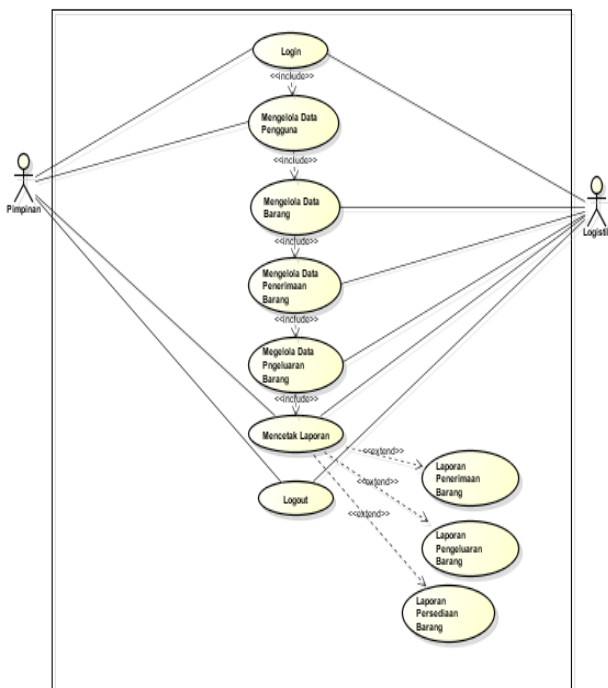 Login
<<include>>
Mengelola Data
Pengguna
<<include>>
Pimpinan
Mengelola Data
Barang
Logisti
<<include>>
Mengelola Data
Penerimaan
Barang
<<include>>
Megelola Data
Pngeluaran
Barang
<<include>>
Mencetak Laporan
<<extend>>
Laporan
Penerimaan
Barang
<<extend>>
Logout
<<extend>>
Laporan
Pengeluaran
Barang
Laporan
Persediaan
Barang